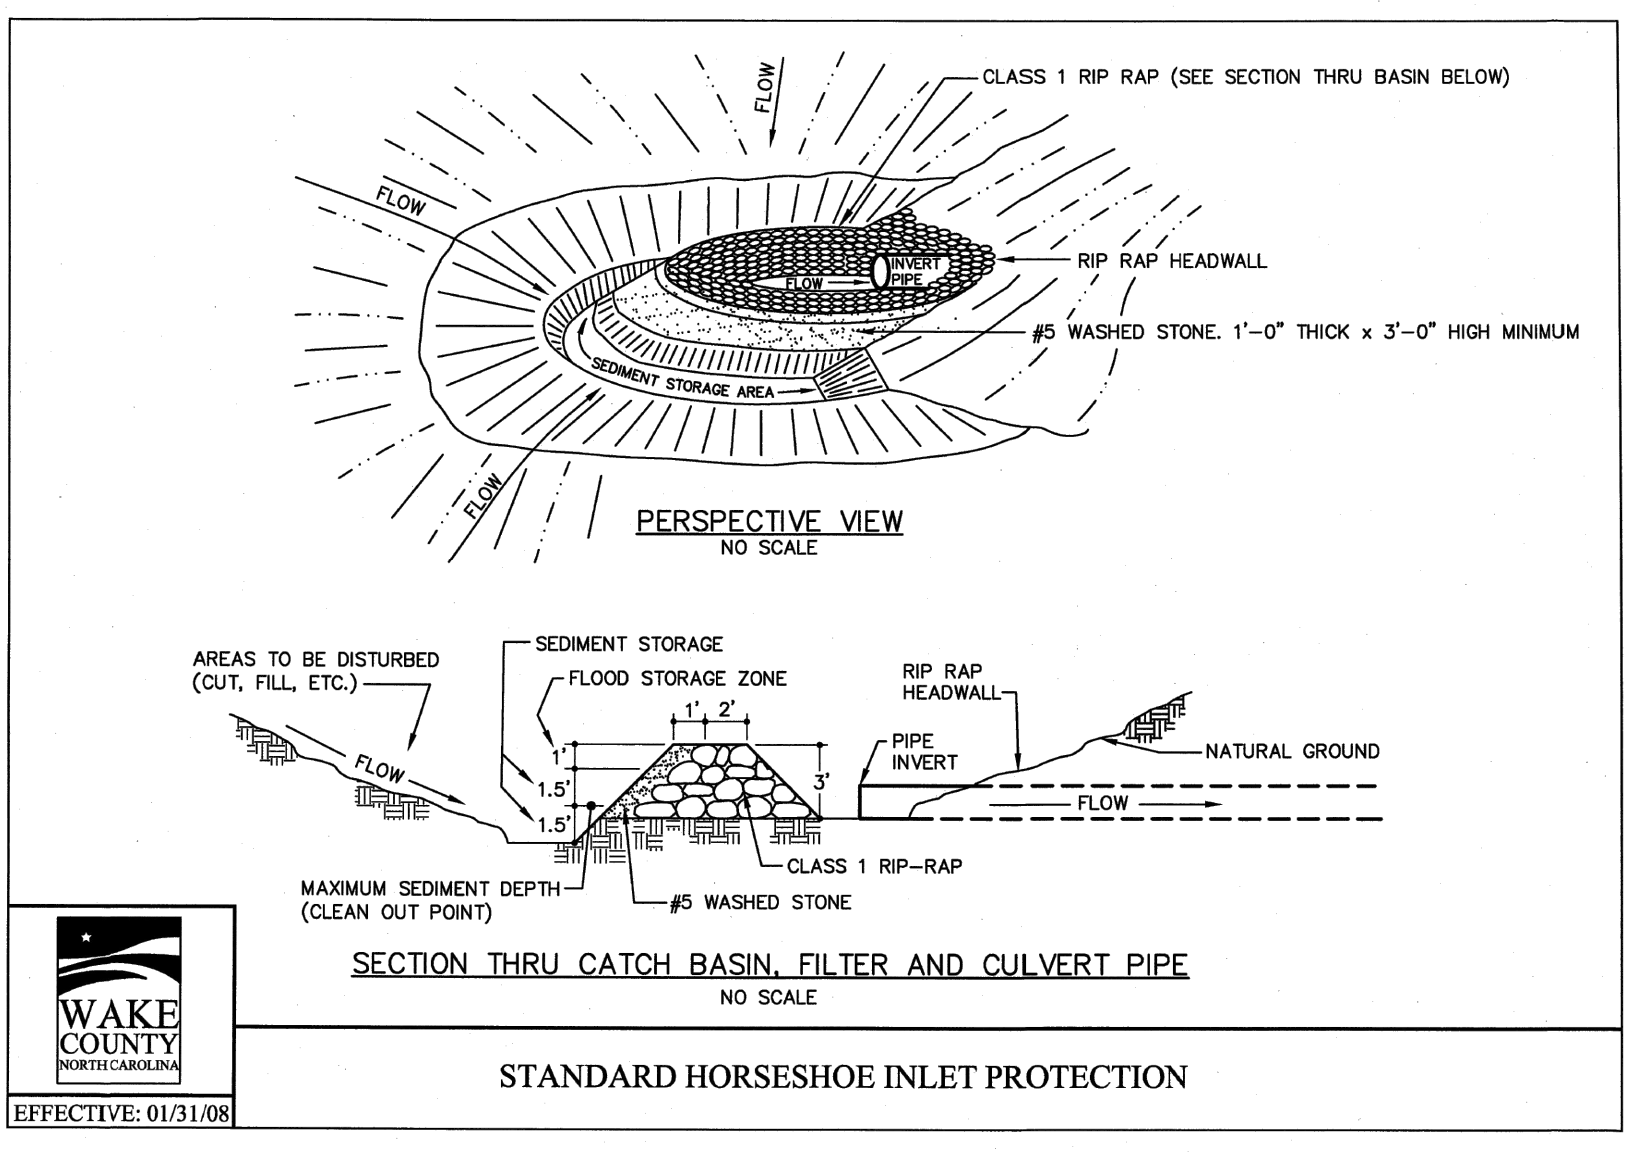 FLOW
CLASS 1 RIP RAP (SEE SECTION THRU BASIN BELOW)
FLOW
INVERT
PIPE
FLOW
RIP RAP HEADWALL
#5 WASHED STONE. 1'-0" THICK x 3'-0" HIGH MINIMUM
SEDIMENT STORAGE AREA
FLOW
PERSPECTIVE VIEW
NO SCALE
SEDIMENT STORAGE
AREAS TO BE DISTURBED
(CUT, FILL, ETC.)
FLOOD STORAGE ZONE
RIP RAP
HEADWALL
1' 2'
PIPE
INVERT
NATURAL GROUND
1'
FLOW
1.5'
3'
FLOW
1.5'
CLASS 1 RIP-RAP
MAXIMUM SEDIMENT DEPTH
(CLEAN OUT POINT)
#5 WASHED STONE
SECTION THRU CATCH BASIN, FILTER AND CULVERT PIPE
NO SCALE
WAKE
COUNTY
NORTH CAROLINA
STANDARD HORSESHOE INLET PROTECTION
EFFECTIVE: 01/31/08